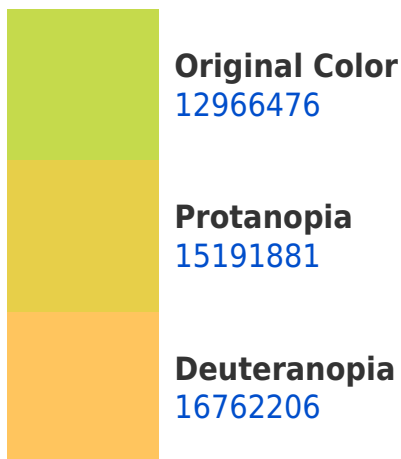 Original Color
12966476
Protanopia
15191881
Deuteranopia
16762206